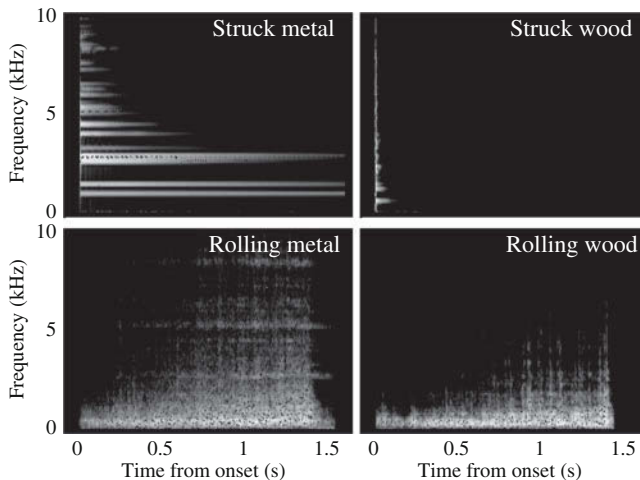 Struck metal
Struck wood
Frequency (kHz)
10
5
0
Rolling metal
Rolling wood
Frequency (kHz)
10
5
0
0 0.5 1 1.5
0 0.5 1 1.5
Time from onset (s)
Time from onset (s)